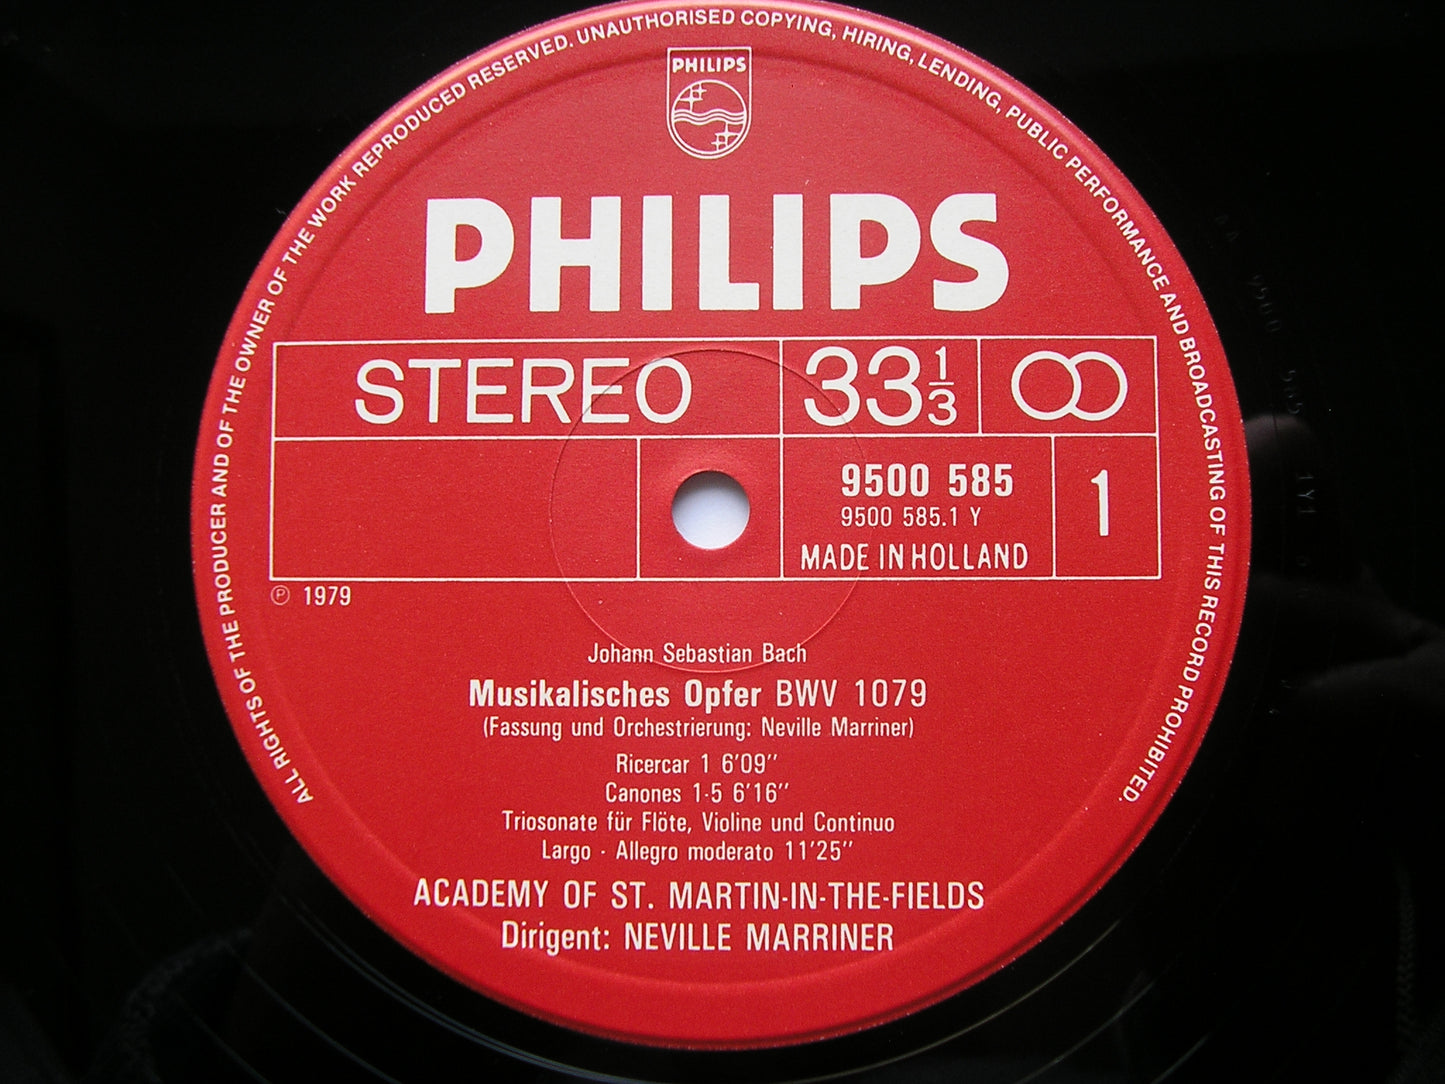 ALL RIGHTS OF THE PRODUCER AND OF THE OWNER OF THE WORK REPRODUCED RESERVED. UNAUTHORISED COPYING, HIRING, LENDING, PUBLIC PERFORMANCE AND BROADCASTING OF THIS RECORD PROHIBITED.
PHILIPS
PHILIPS
STEREO
33 1/3
9500 585
9500 585.1 Y
MADE IN HOLLAND
1
℗ 1979
Johann Sebastian Bach
Musikalisches Opfer BWV 1079
(Fassung und Orchestrierung: Neville Marriner)
Ricercar 1 6'09''
Canones 1-5 6'16''
Triosonate für Flöte, Violine und Continuo
Largo · Allegro moderato 11'25''
ACADEMY OF ST. MARTIN-IN-THE-FIELDS
Dirigent: NEVILLE MARRINER